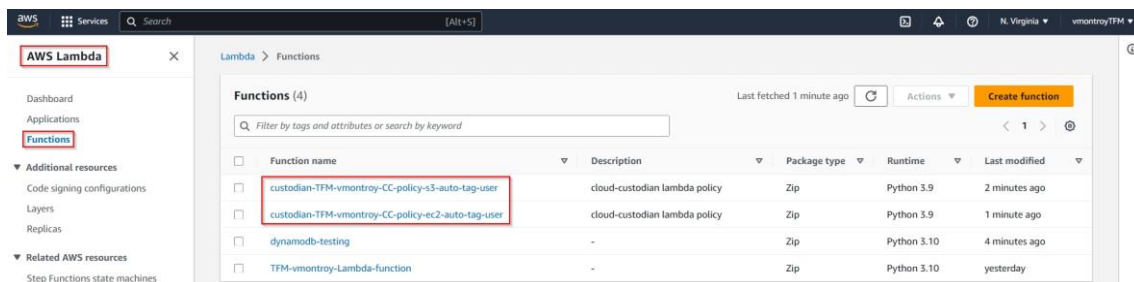 aws Services Search [Alt+S] N. Virginia ▼ vmontroyTFM ▼
AWS Lambda ×
Lambda > Functions
Dashboard
Applications
Functions
▼ Additional resources
Code signing configurations
Layers
Replicas
▼ Related AWS resources
Step Functions state machines
Functions (4) Last fetched 1 minute ago Actions ▼ Create function
Filter by tags and attributes or search by keyword < 1 >
Function name Description Package type Runtime Last modified
custodian-TFM-vmontroy-CC-policy-s3-auto-tag-user cloud-custodian lambda policy Zip Python 3.9 2 minutes ago
custodian-TFM-vmontroy-CC-policy-ec2-auto-tag-user cloud-custodian lambda policy Zip Python 3.9 1 minute ago
dynamodb-testing - Zip Python 3.10 4 minutes ago
TFM-vmontroy-Lambda-function - Zip Python 3.10 yesterday